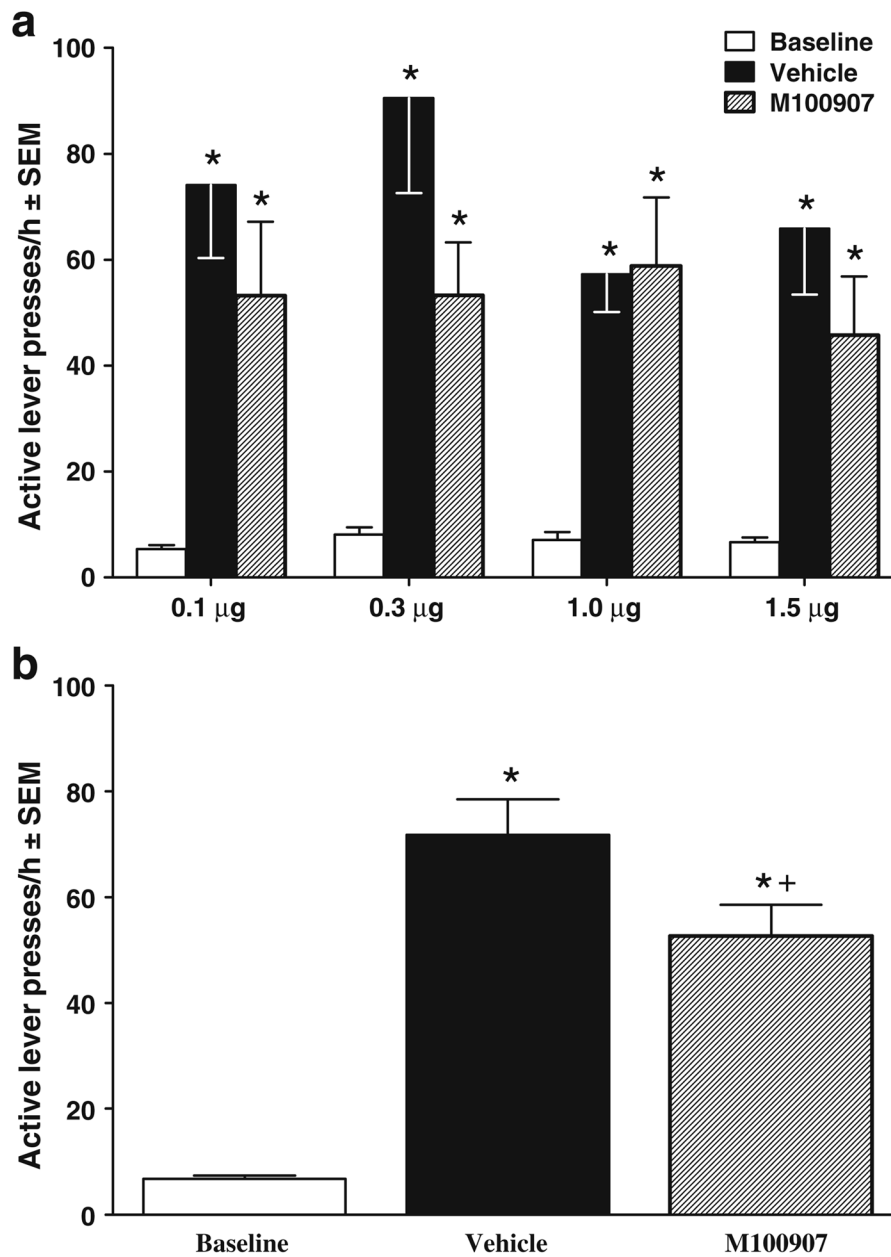 a
Active lever presses/h ± SEM
100
80
60
40
20
0
Baseline
Vehicle
M100907
*
*
*
*
*
*
*
*
0.1 µg
0.3 µg
1.0 µg
1.5 µg
b
Active lever presses/h ± SEM
100
80
60
40
20
0
*
* +
Baseline
Vehicle
M100907